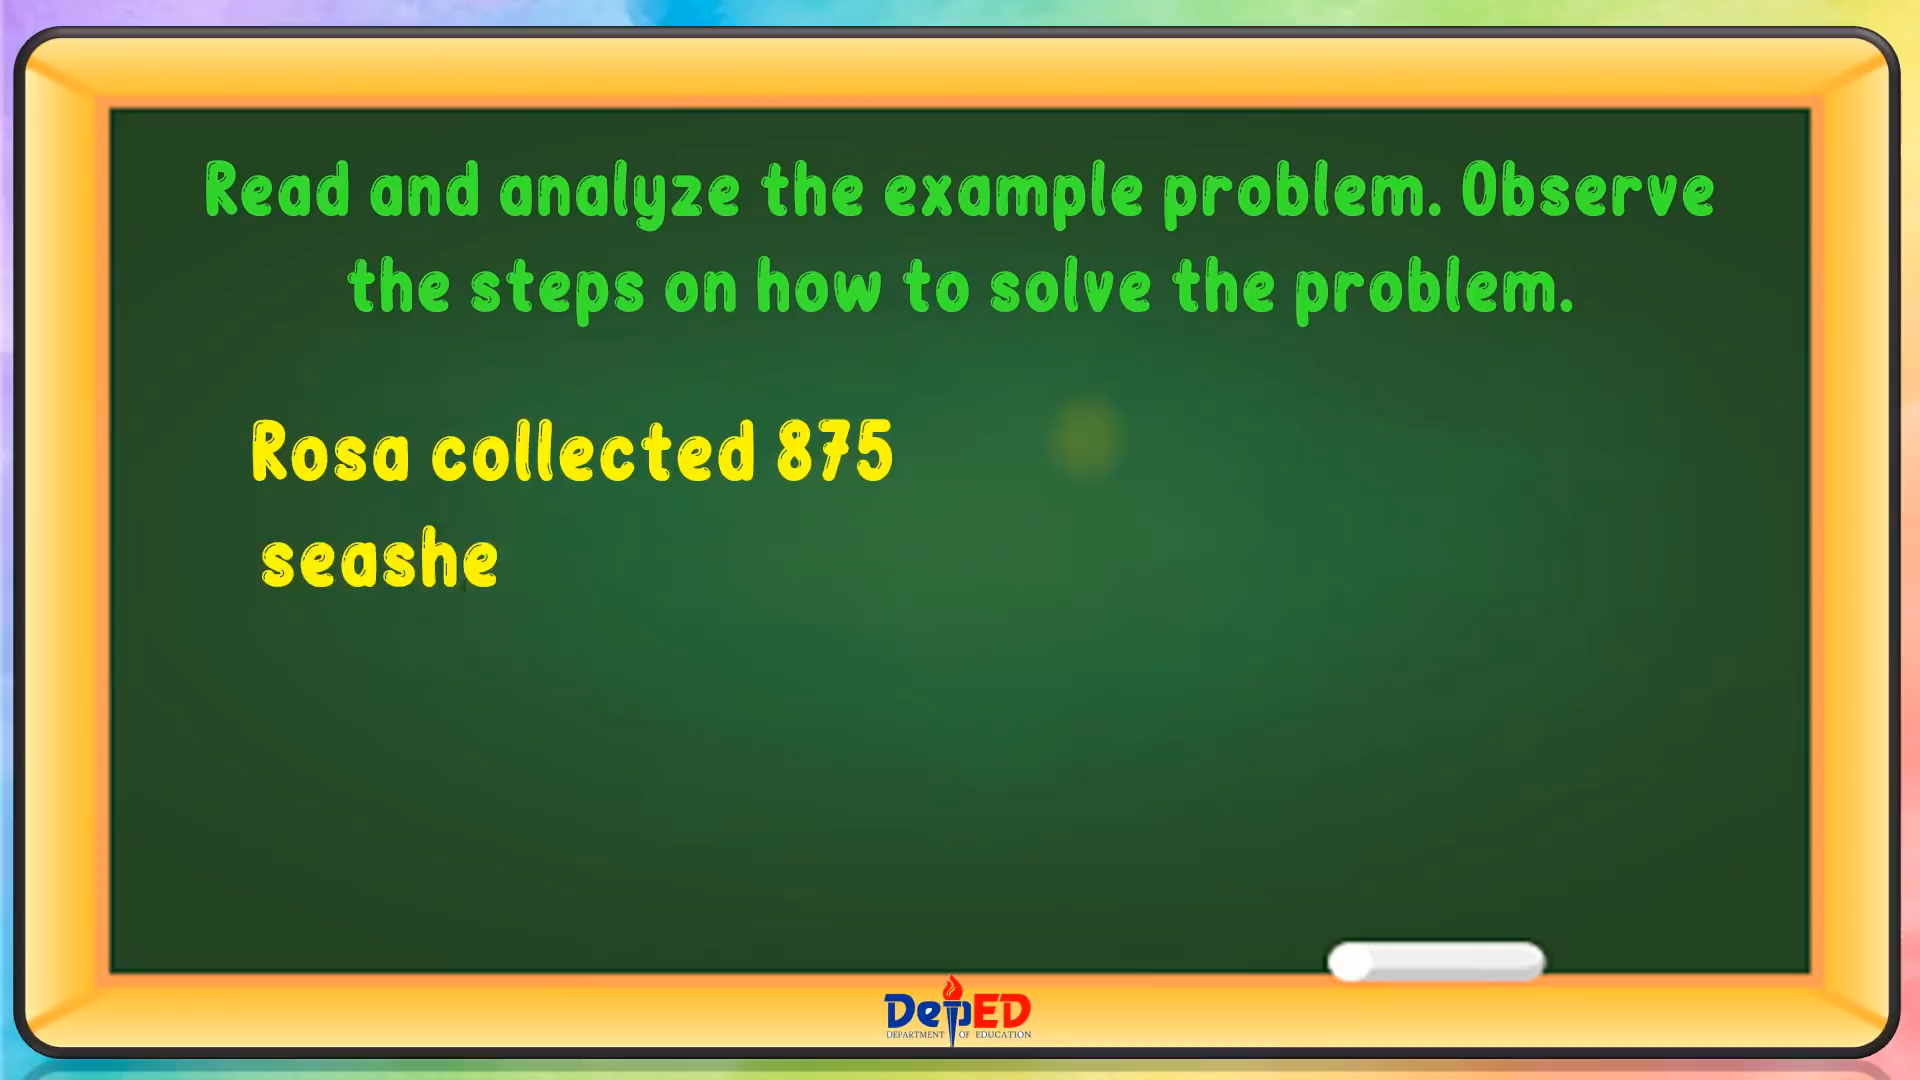 Read and analyze the example problem. Observe
the steps on how to solve the problem.
Rosa collected 875
seashe
DepED
DEPARTMENT OF EDUCATION